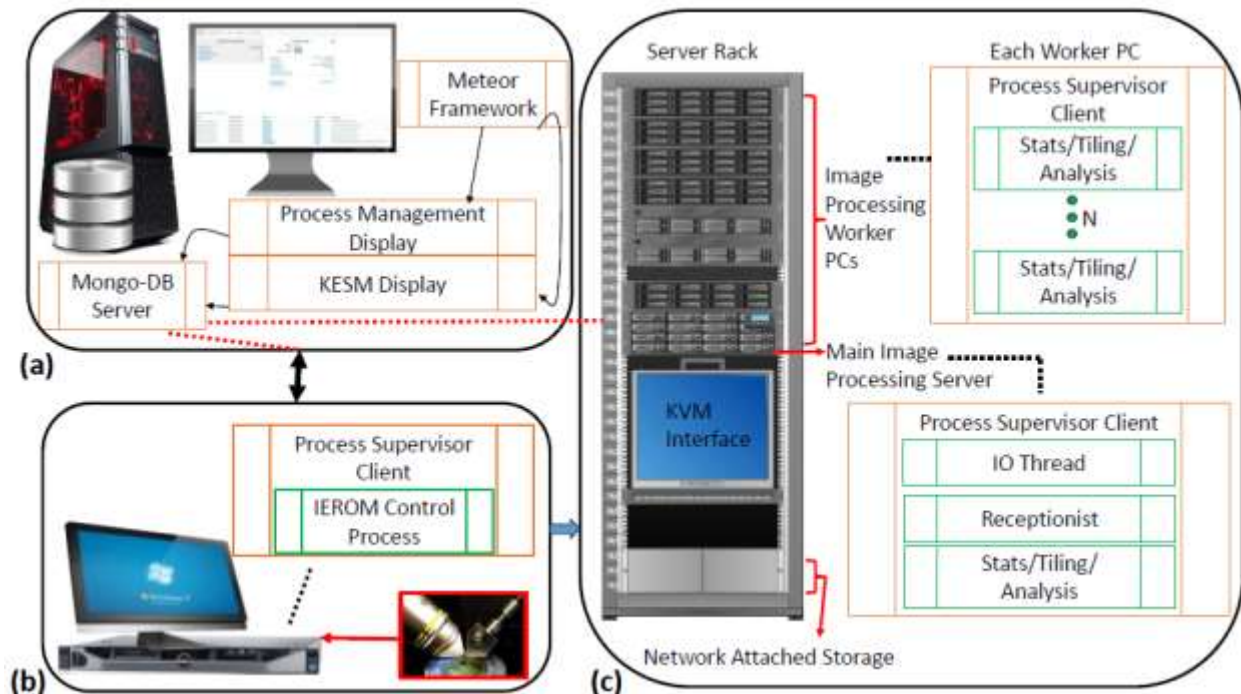 Meteor
Framework
Process Management
Display
KESM Display
Mongo-DB
Server
(a)
Process Supervisor
Client
IEROM Control
Process
(b)
Server Rack
KVM
Interface
Image
Processing
Worker
PCs
Main Image
Processing Server
Network Attached Storage
Each Worker PC
Process Supervisor
Client
Stats/Tiling/
Analysis
N
Stats/Tiling/
Analysis
Process Supervisor Client
IO Thread
Receptionist
Stats/Tiling/
Analysis
(c)